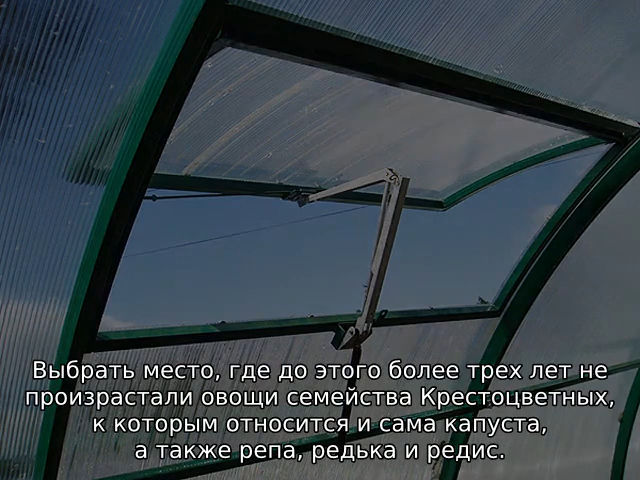 Выбрать место, где до этого более трех лет не
произрастали овощи семейства Крестоцветных,
к которым относится и сама капуста,
а также репа, редька и редис.